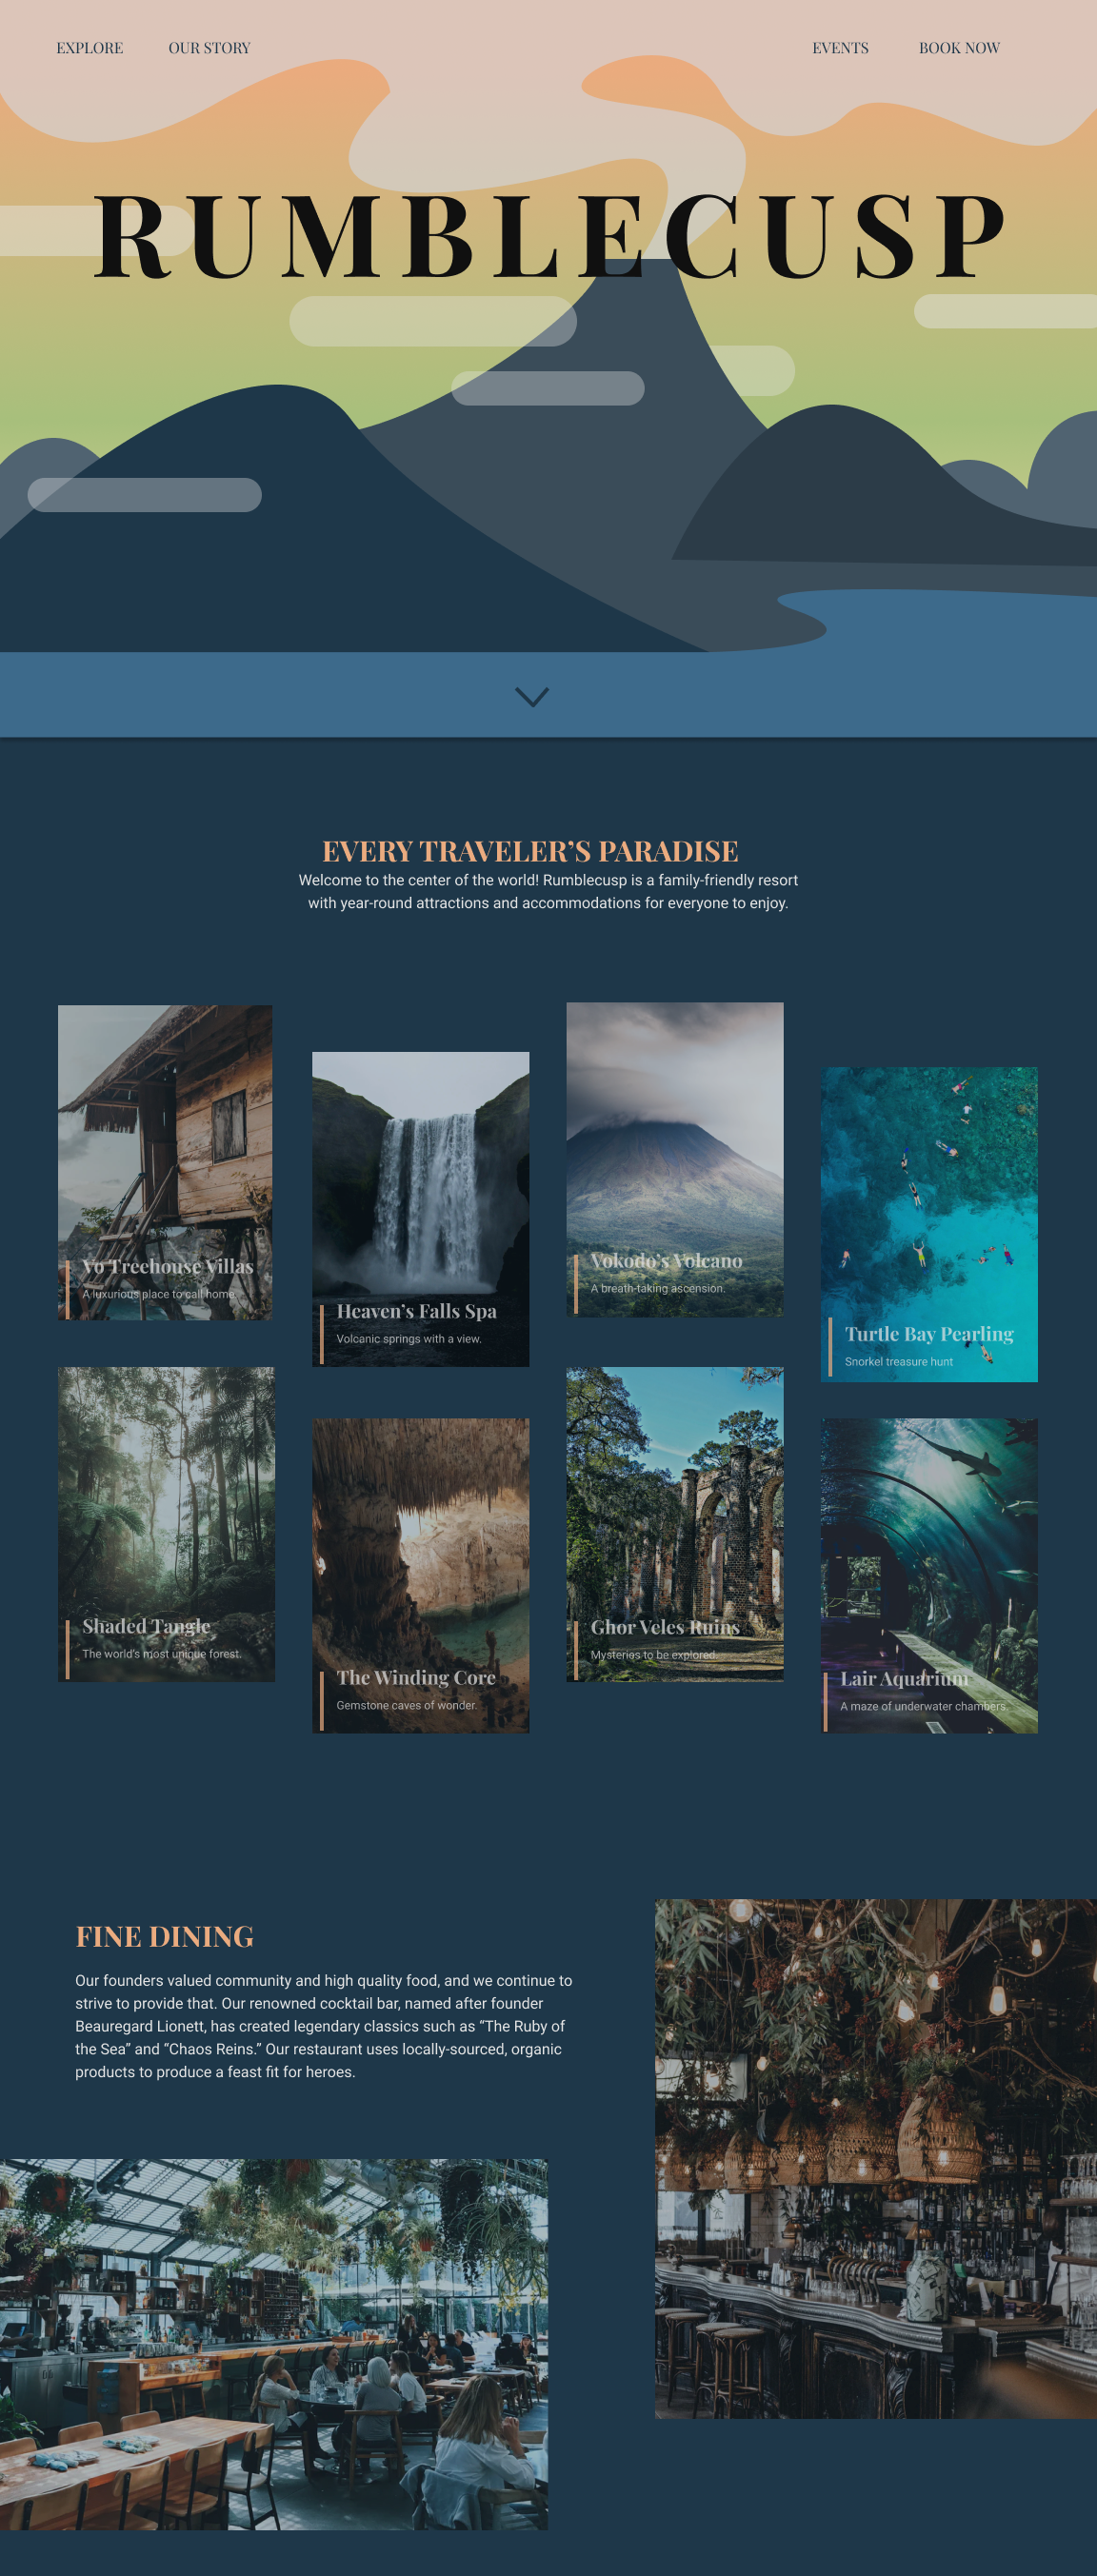 EXPLORE
OUR STORY
EVENTS
BOOK NOW
RUMBLECUSP
EVERY TRAVELER’S PARADISE
Welcome to the center of the world! Rumblecusp is a family-friendly resort
with year-round attractions and accommodations for everyone to enjoy.
Vo Treehouse Villas
A luxurious place to call home.
Heaven’s Falls Spa
Volcanic springs with a view.
Vokodo’s Volcano
A breath-taking ascension.
Turtle Bay Pearling
Snorkel treasure hunt
Shaded Tangle
The world’s most unique forest.
The Winding Core
Gemstone caves of wonder.
Ghor Veles Ruins
Mysteries to be explored.
Lair Aquarium
A maze of underwater chambers.
FINE DINING
Our founders valued community and high quality food, and we continue to
strive to provide that. Our renowned cocktail bar, named after founder
Beauregard Lionett, has created legendary classics such as “The Ruby of
the Sea” and “Chaos Reins.” Our restaurant uses locally-sourced, organic
products to produce a feast fit for heroes.